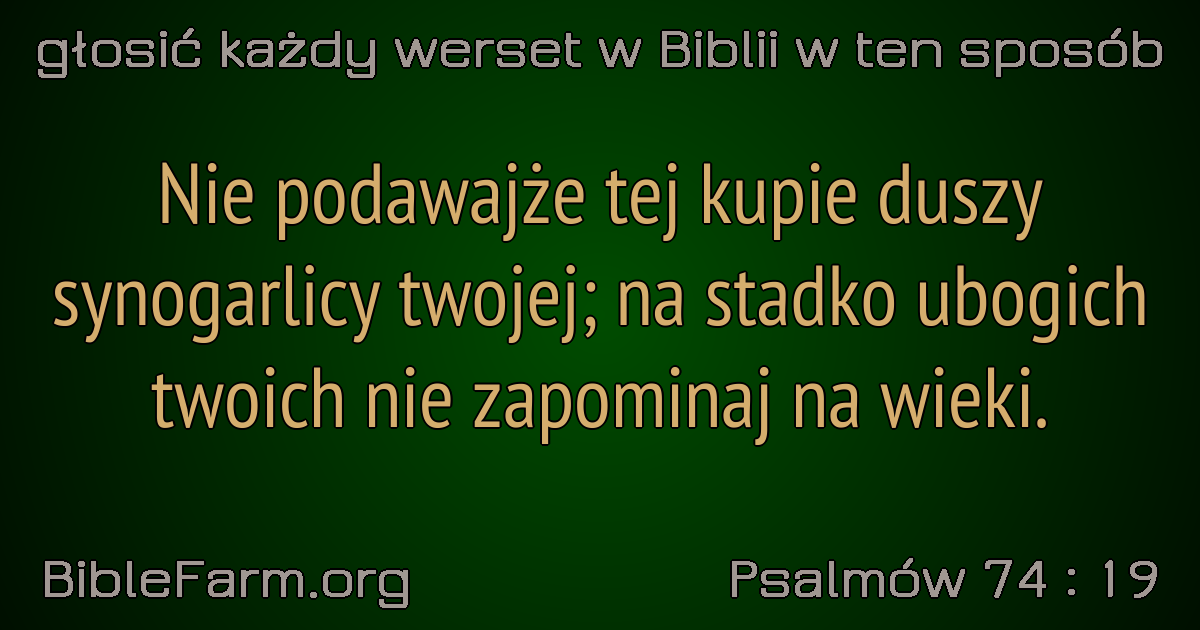 głosić każdy werset w Biblii w ten sposób
Nie podawajże tej kupie duszy
synogarlicy twojej; na stadko ubogich
twoich nie zapominaj na wieki.
BibleFarm.org
Psalmów 74 : 19